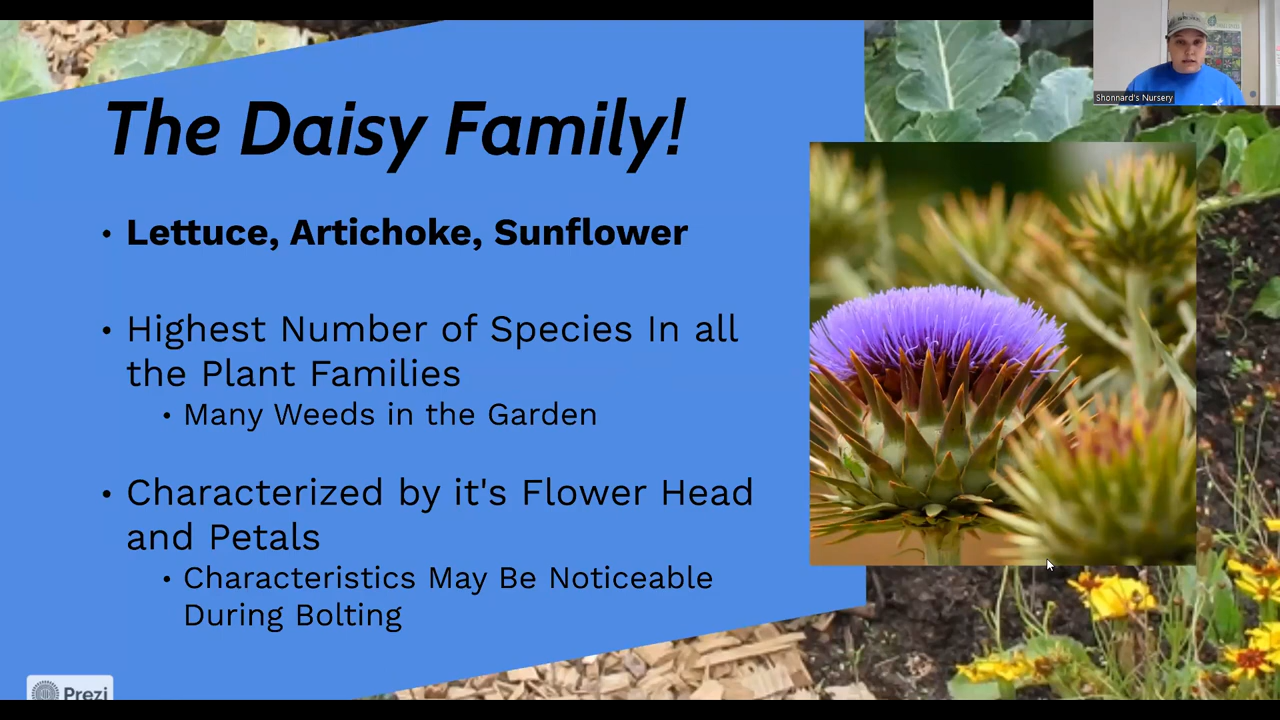 The Daisy Family!
Shonnard's Nursery
• Lettuce, Artichoke, Sunflower
• Highest Number of Species In all
the Plant Families
• Many Weeds in the Garden
• Characterized by it's Flower Head
and Petals
• Characteristics May Be Noticeable
During Bolting
Prezi